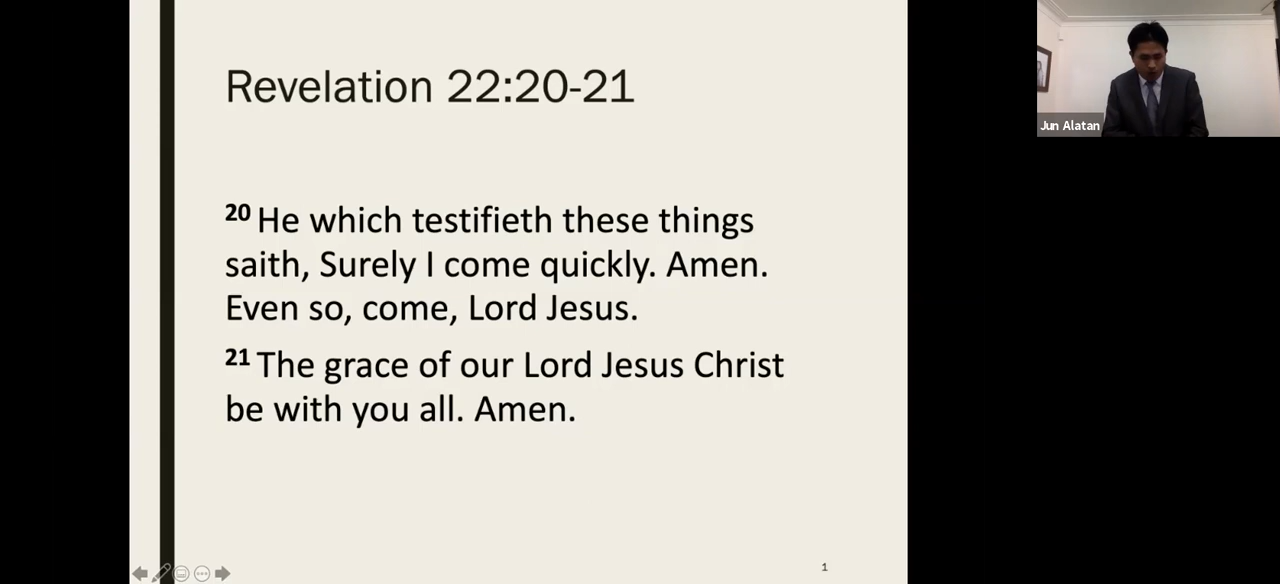 Revelation 22:20-21
20 He which testifieth these things
saith, Surely I come quickly. Amen.
Even so, come, Lord Jesus.
21 The grace of our Lord Jesus Christ
be with you all. Amen.
1
Jun Alatan